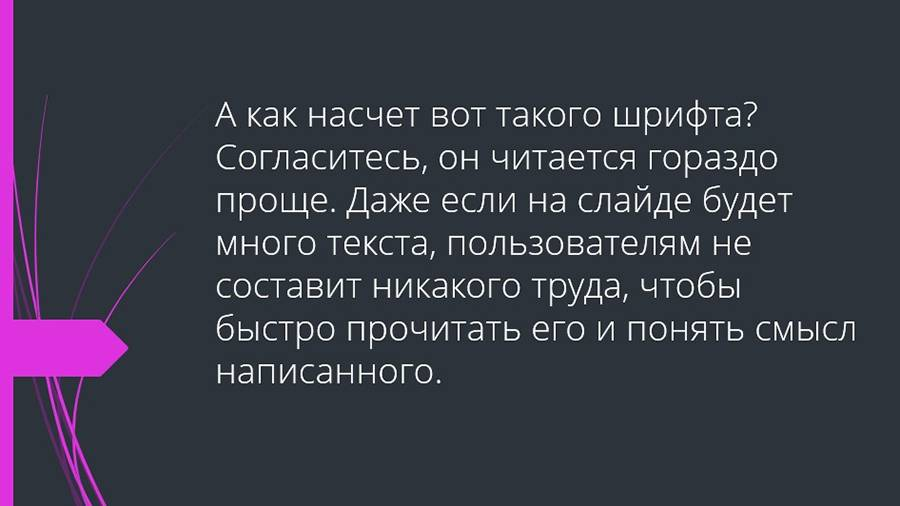 А как насчет вот такого шрифта?
Согласитесь, он читается гораздо
проще. Даже если на слайде будет
много текста, пользователям не
составит никакого труда, чтобы
быстро прочитать его и понять смысл
написанного.